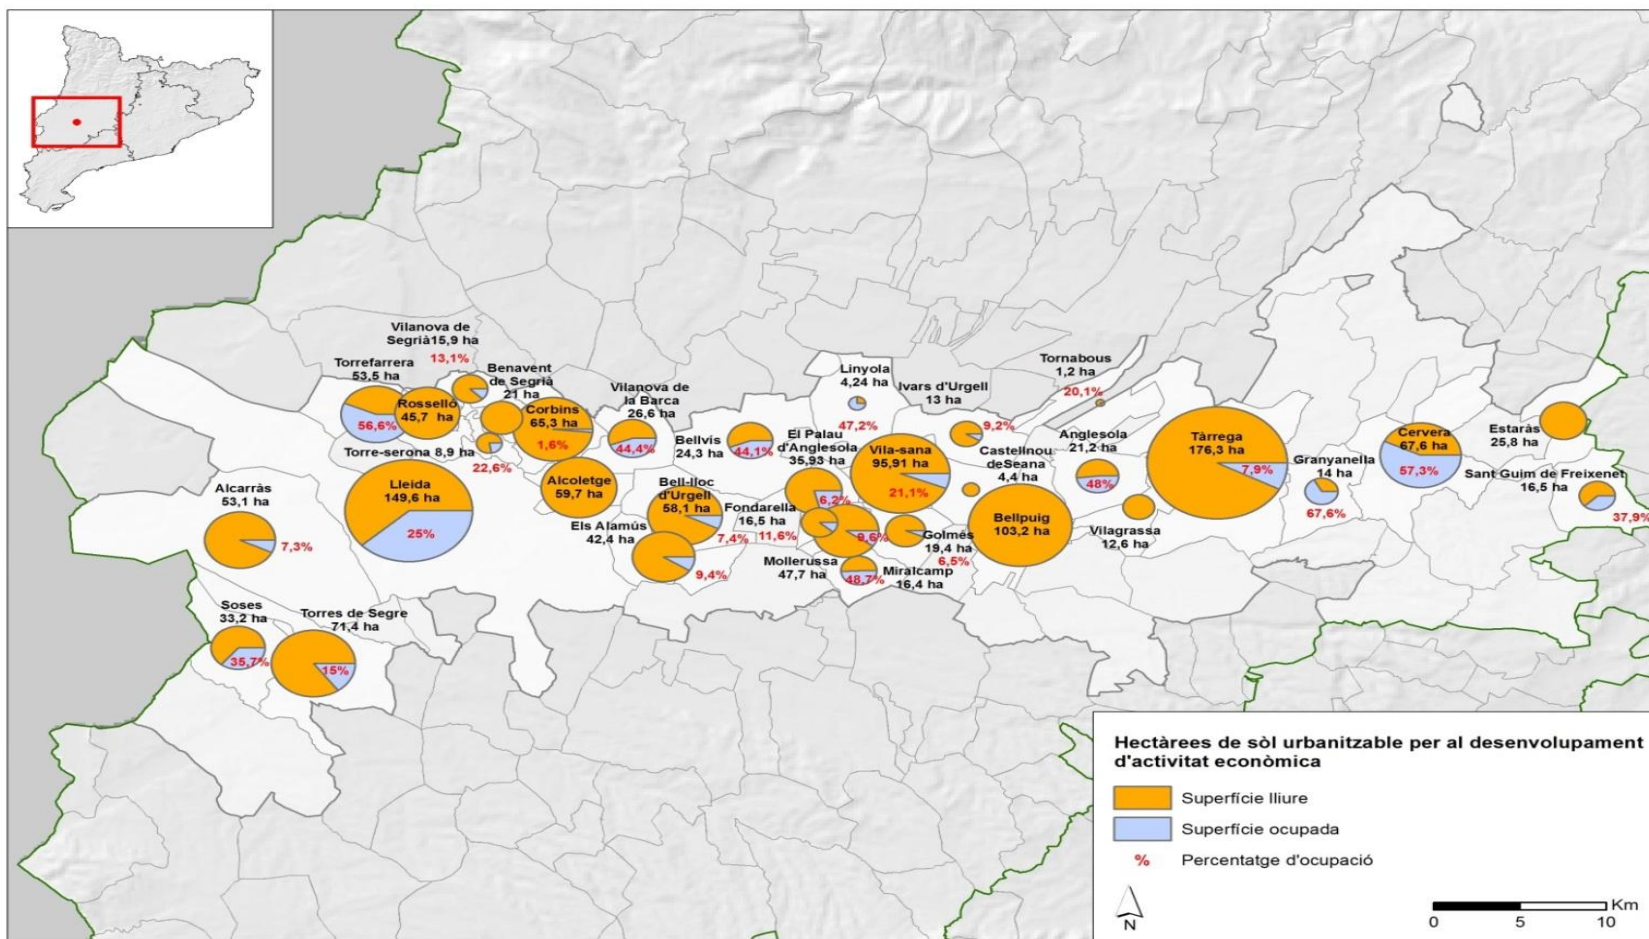 Vilanova de
Segrià15,9 ha
13,1%
Torrefarrera
53,5 ha
56,6%
Rosselló
45,7 ha
Benavent
de Segrià
21 ha
Corbins
65,3 ha
1,6%
Torre-serona 8,9 ha
22,6%
Vilanova de
la Barca
26,6 ha
44,4%
Bellvís
24,3 ha
44,1%
Linyola
4,24 ha
47,2%
Ivars d'Urgell
13 ha
9,2%
Tornabous
1,2 ha
20,1%
El Palau
d'Anglesola
35,93 ha
6,2%
Vila-sana
95,91 ha
21,1%
Castellnou
deSeana
4,4 ha
Anglesola
21,2 ha
48%
Tàrrega
176,3 ha
7,9%
Granyanella
14 ha
67,6%
Cervera
67,6 ha
57,3%
Estaràs
25,8 ha
Sant Guim de Freixenet
16,5 ha
37,9%
Alcarràs
53,1 ha
7,3%
Lleida
149,6 ha
25%
Alcoletge
59,7 ha
Bell-lloc
d'Urgell
58,1 ha
7,4%
Els Alamús
42,4 ha
9,4%
Fondarella
16,5 ha
11,6%
Mollerussa
47,7 ha
9,6%
Golmés
19,4 ha
6,5%
Miralcamp
16,4 ha
48,7%
Bellpuig
103,2 ha
Vilagrassa
12,6 ha
Soses
33,2 ha
35,7%
Torres de Segre
71,4 ha
15%
Hectàrees de sòl urbanitzable per al desenvolupament
d'activitat econòmica
Superfície lliure
Superfície ocupada
% Percentatge d'ocupació
N
Km
0 5 10